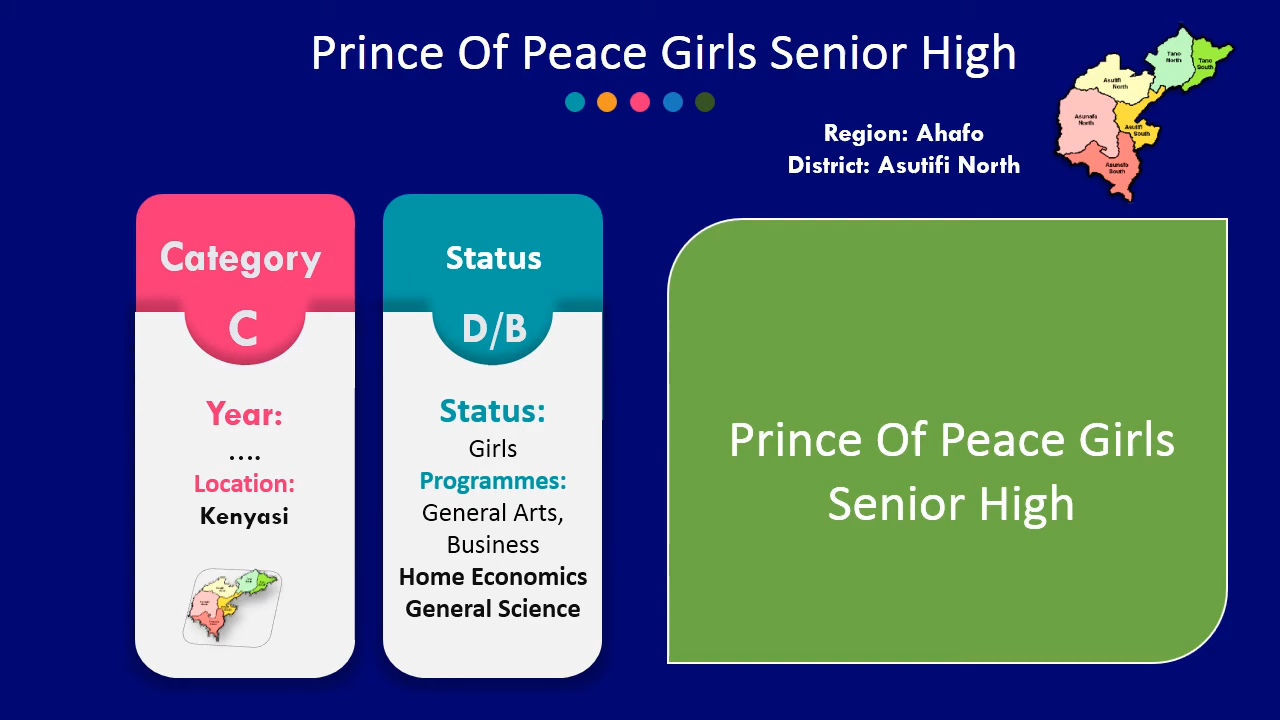 Prince Of Peace Girls Senior High
Region: Ahafo
District: Asutifi North
Tano
North
Tano
South
Asutifi
North
Asunafo
North
Asutifi
South
Asunafo
South
Category
C
Year:
....
Location:
Kenyasi
Status
D/B
Status:
Girls
Programmes:
General Arts,
Business
Home Economics
General Science
Prince Of Peace Girls
Senior High